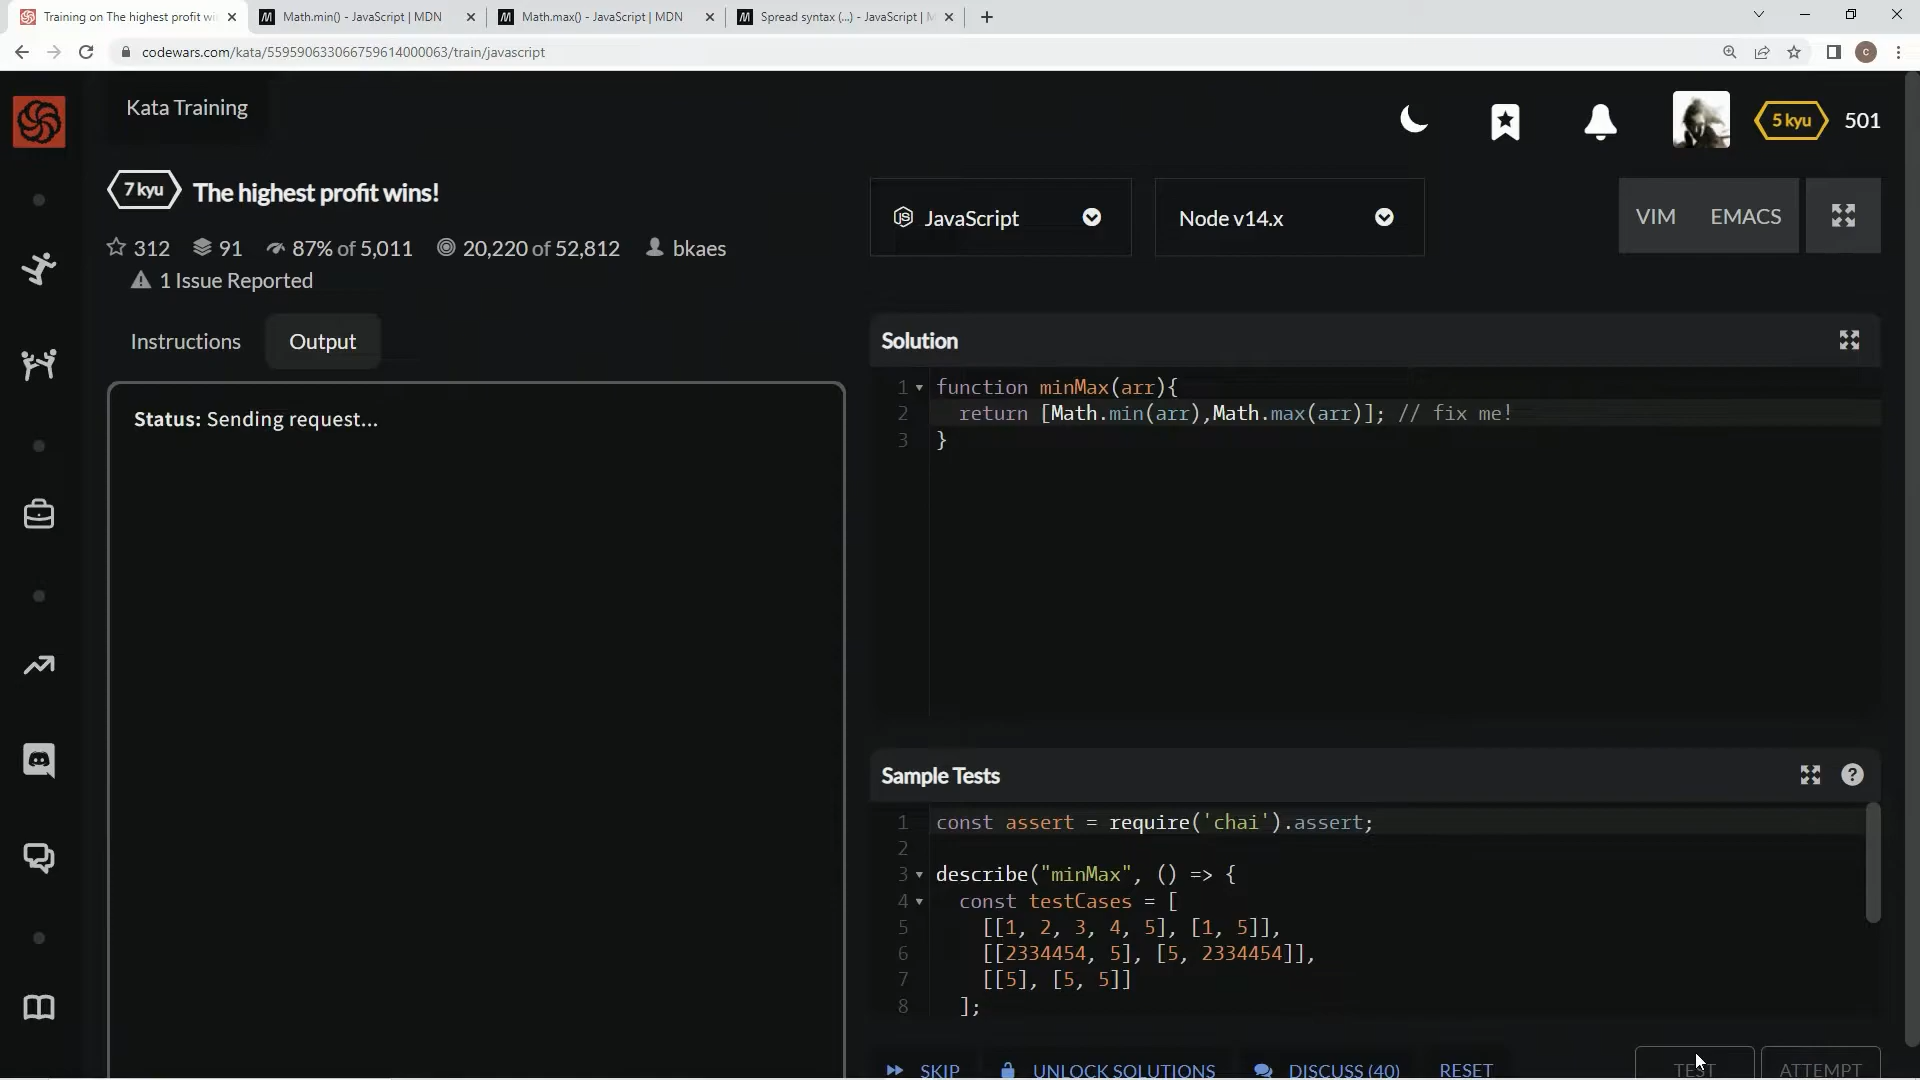 Training on The highest profit wi
Math.min() - JavaScript | MDN
Math.max() - JavaScript | MDN
Spread syntax (...) - JavaScript | M
codewars.com/kata/559590633066759614000063/train/javascript
C
Kata Training
5 kyu
501
7 kyu
The highest profit wins!
312
91
87% of 5,011
20,220 of 52,812
bkaes
1 Issue Reported
JavaScript
Node v14.x
VIM
EMACS
Instructions
Output
Status: Sending request...
Solution
1 function minMax(arr){
2 return [Math.min(arr),Math.max(arr)]; // fix me!
3 }
Sample Tests
1 const assert = require('chai').assert;
2
3 describe("minMax", () => {
4 const testCases = [
5 [[1, 2, 3, 4, 5], [1, 5]],
6 [[2334454, 5], [5, 2334454]],
7 [[5], [5, 5]]
8 ];
SKIP
UNLOCK SOLUTIONS
DISCUSS (40)
RESET
TEST
ATTEMPT